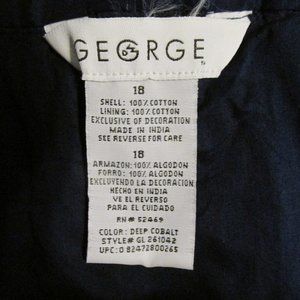 GEORGE
18
SHELL: 100% COTTON
LINING: 100% COTTON
EXCLUSIVE OF DECORATION
MADE IN INDIA
SEE REVERSE FOR CARE
18
ARMAZON: 100% ALGODON
FORRO: 100% ALGODON
EXCLUYENDO LA DECORACION
HECHO EN INDIA
VE EL REVERSO
PARA EL CUIDADO
RN# 52469
COLOR: DEEP COBALT
STYLE# GL 261042
UPC: 0 82472800265